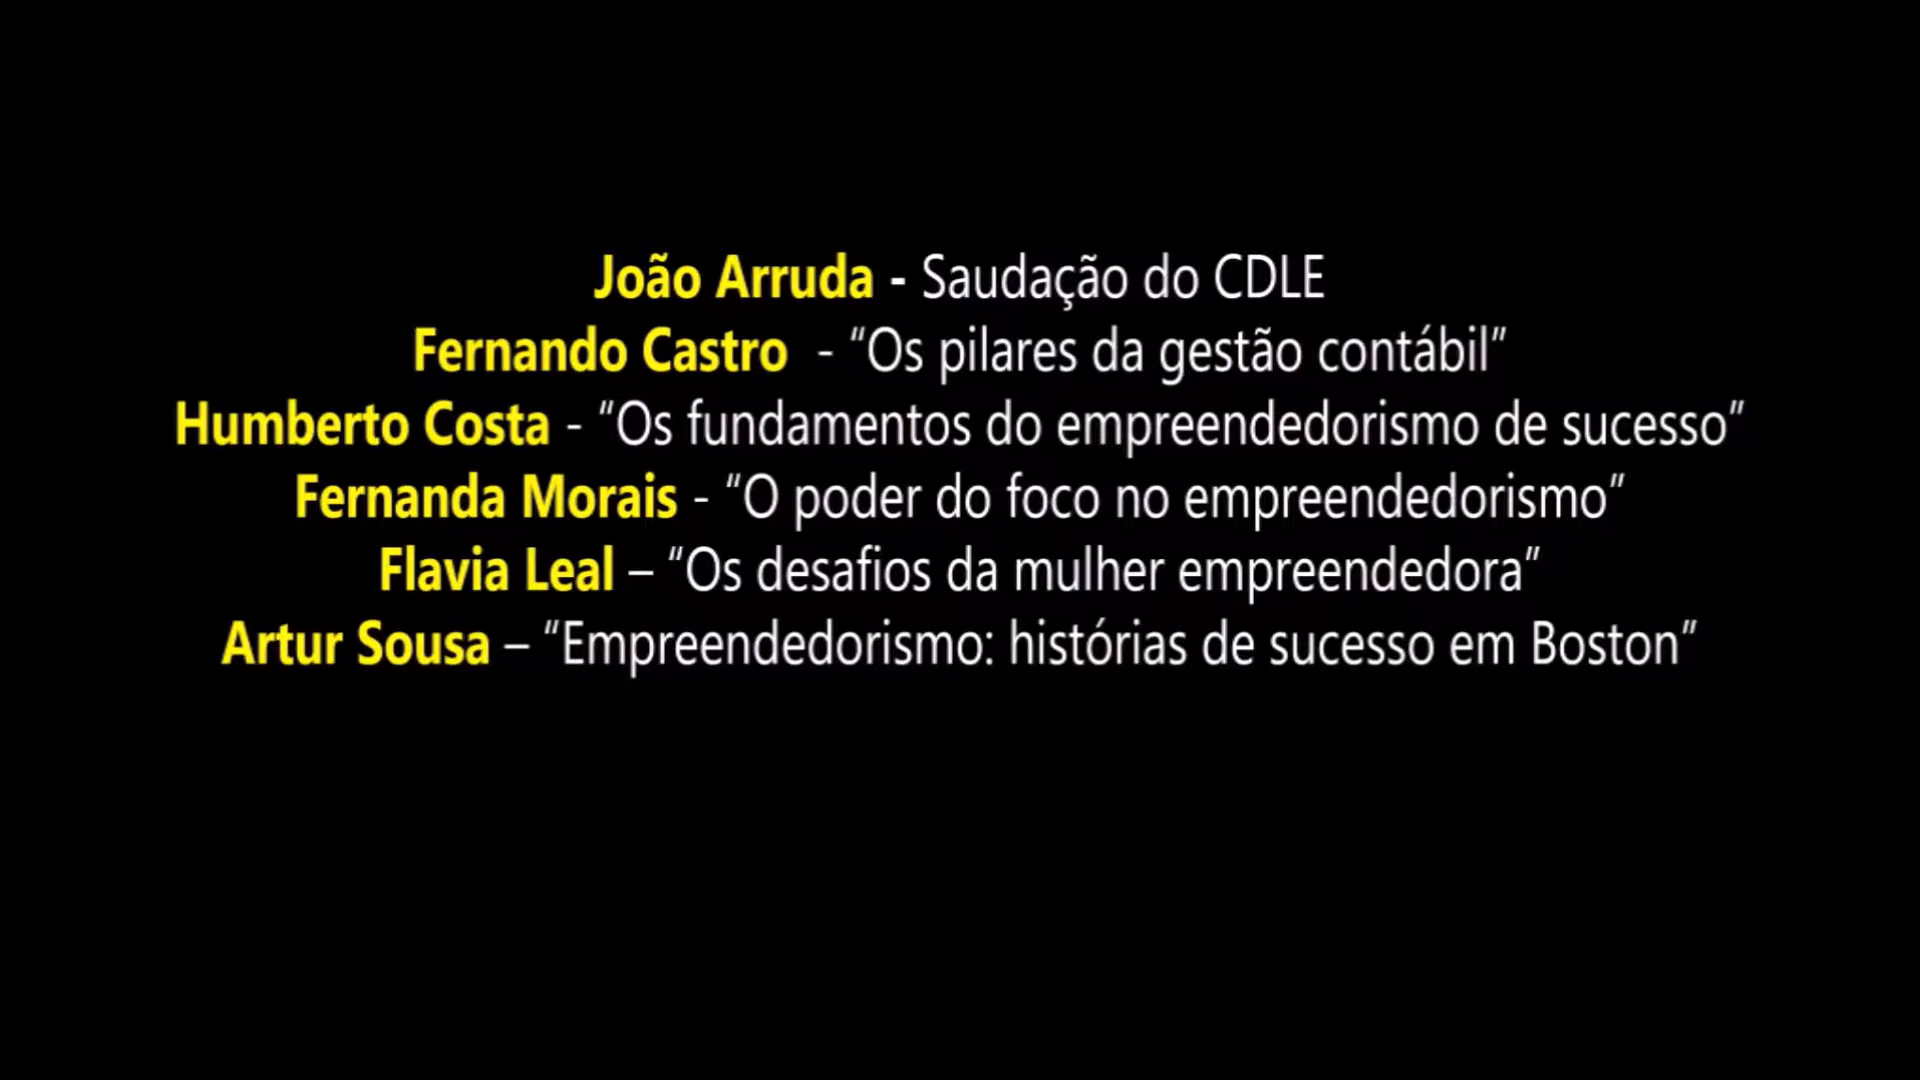 João Arruda - Saudação do CDLE
Fernando Castro  - “Os pilares da gestão contábil”
Humberto Costa - “Os fundamentos do empreendedorismo de sucesso”
Fernanda Morais - “O poder do foco no empreendedorismo”
Flavia Leal – “Os desafios da mulher empreendedora”
Artur Sousa – “Empreendedorismo: histórias de sucesso em Boston”